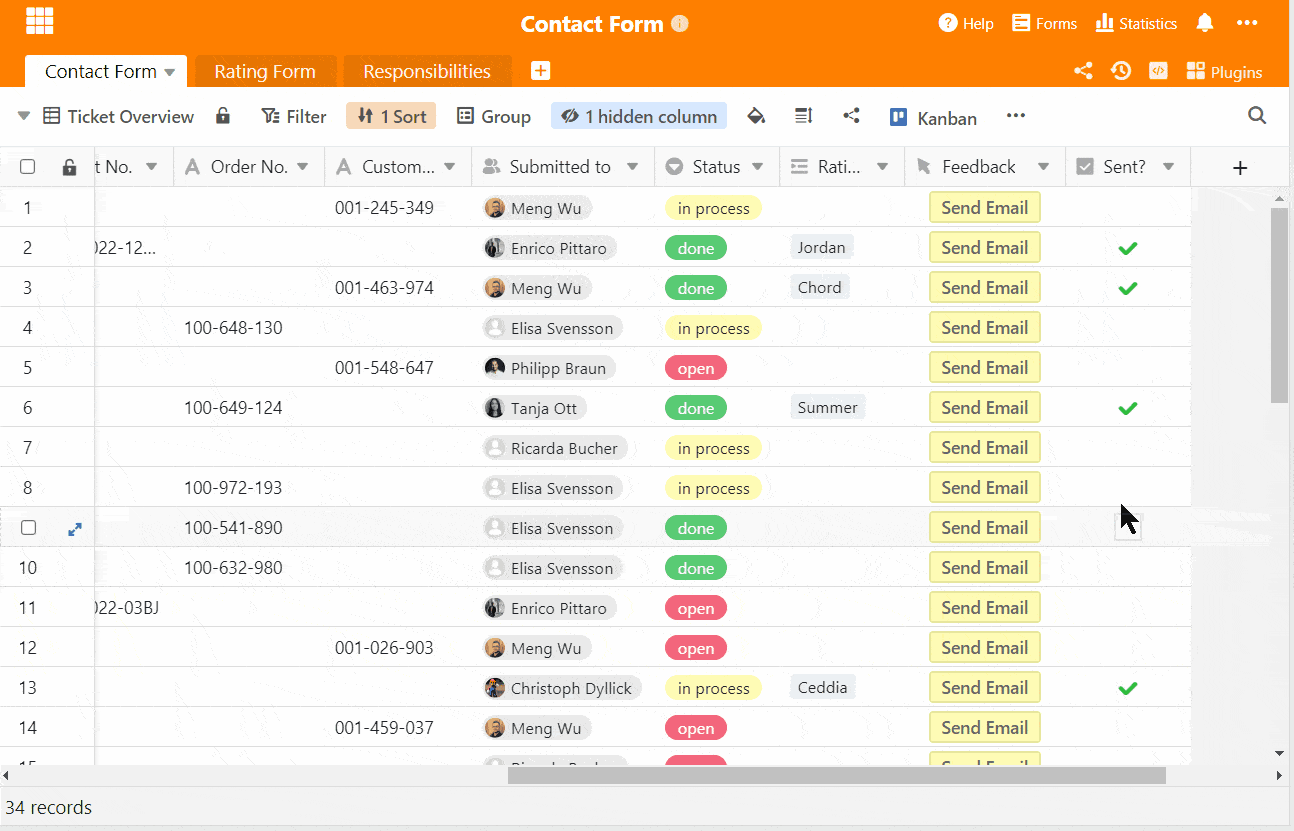 Contact Form
Help Forms Statistics
Contact Form Rating Form Responsibilities
Plugins
Ticket Overview Filter 1 Sort Group 1 hidden column Kanban
t No. Order No. Custom... Submitted to Status Rati... Feedback Sent?
1 001-245-349 Meng Wu in process Send Email
2 022-12... Enrico Pittaro done Jordan Send Email
3 001-463-974 Meng Wu done Chord Send Email
4 100-648-130 Elisa Svensson in process Send Email
5 001-548-647 Philipp Braun open Send Email
6 100-649-124 Tanja Ott done Summer Send Email
7 Ricarda Bucher in process Send Email
8 100-972-193 Elisa Svensson in process Send Email
100-541-890 Elisa Svensson done Send Email
10 100-632-980 Elisa Svensson done Send Email
11 022-03BJ Enrico Pittaro open Send Email
12 001-026-903 Meng Wu open Send Email
13 Christoph Dyllick in process Ceddia Send Email
14 001-459-037 Meng Wu open Send Email
34 records